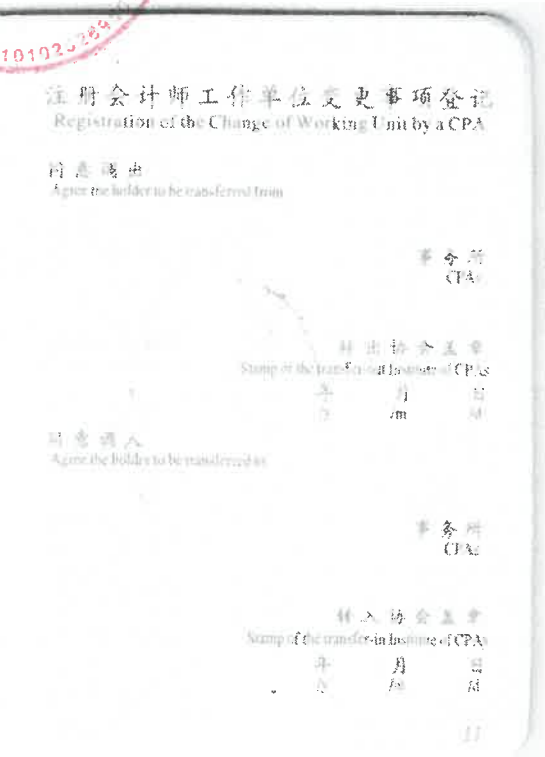 注册会计师工作单位变更事项登记
Registration of the Change of Working Unit by a CPA
同意调出
Agree the holder to be transferred from
事务所
CPAs
转出协会盖章
Stamp of the transfer-out Institute of CPAs
年 月 日
/y /m /d
同意调入
Agree the holder to be transferred to
事务所
CPAs
转入协会盖章
Stamp of the transfer-in Institute of CPAs
年 月 日
/y /m /d
11